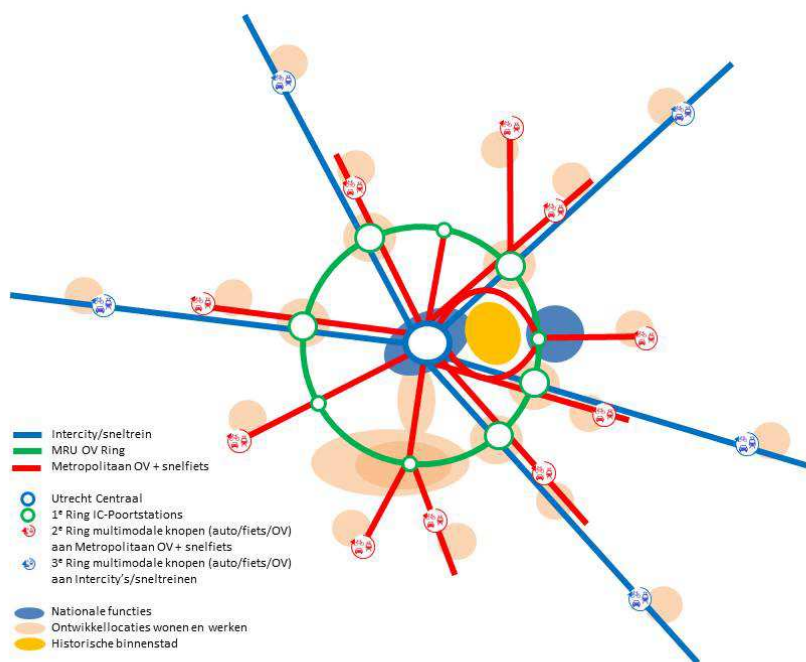 Intercity/sneltrein
MRU OV Ring
Metropolitaan OV + snelfiets
Utrecht Centraal
1e Ring IC-Poortstations
2e Ring multimodale knopen (auto/fiets/OV)
aan Metropolitaan OV + snelfiets
3e Ring multimodale knopen (auto/fiets/OV)
aan Intercity's/sneltreinen
Nationale functies
Ontwikkellocaties wonen en werken
Historische binnenstad